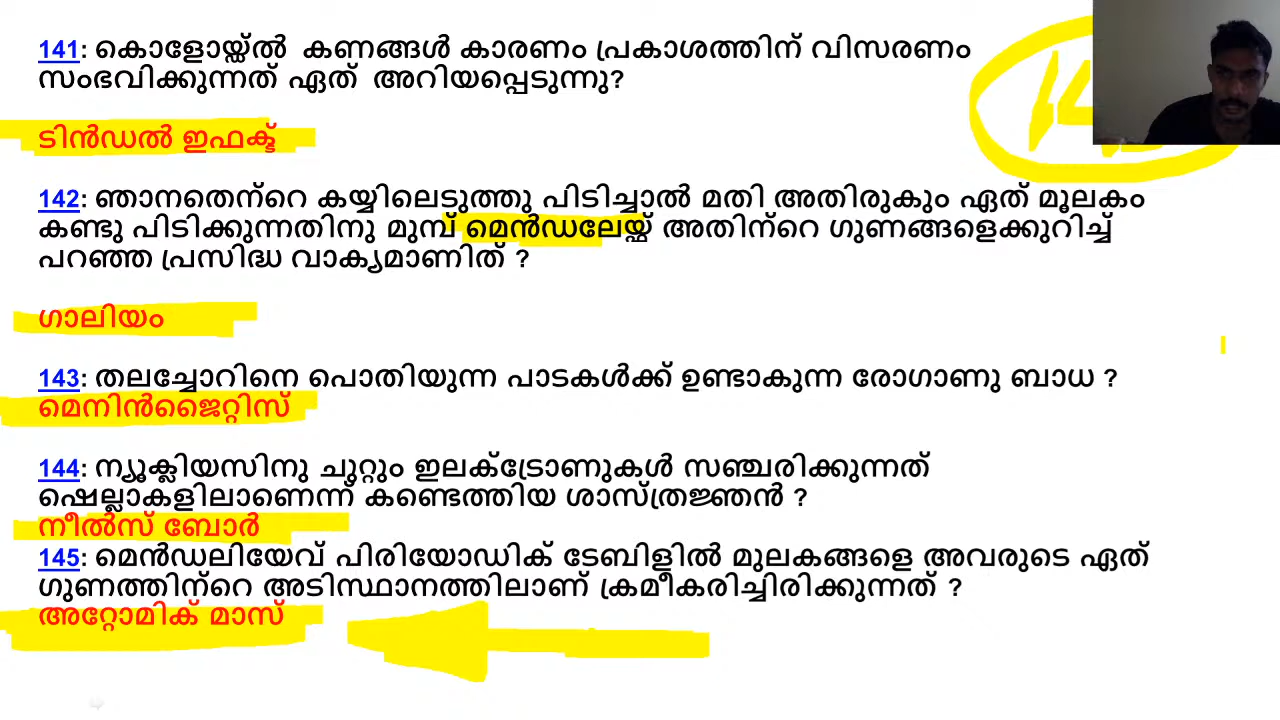 141: കൊളോയ്ഡൽ കണങ്ങൾ കാരണം പ്രകാശത്തിന് വിസരണം
സംഭവിക്കുന്നത് ഏത് അറിയപ്പെടുന്നു?
ടിൻഡൽ ഇഫക്ട്
142: ഞാനതെന്റെ കയ്യിലെടുത്തു പിടിച്ചാൽ മതി അതിരുകും ഏത് മൂലകം
കണ്ടു പിടിക്കുന്നതിനു മുമ്പ് മെൻഡലേയ്ഫ് അതിന്റെ ഗുണങ്ങളെക്കുറിച്ച്
പറഞ്ഞ പ്രസിദ്ധ വാക്യമാണിത് ?
ഗാലിയം
143: തലച്ചോറിനെ പൊതിയുന്ന പാടകൾക്ക് ഉണ്ടാകുന്ന രോഗാണു ബാധ ?
മെനിൻജൈറ്റിസ്
144: ന്യൂക്ലിയസിനു ചുറ്റും ഇലക്ട്രോണുകൾ സഞ്ചരിക്കുന്നത്
ഷെല്ലാകളിലാണെന്ന് കണ്ടെത്തിയ ശാസ്ത്രജ്ഞൻ ?
നീൽസ് ബോർ
145: മെൻഡ്ലിയേവ് പിരിയോഡിക് ടേബിളിൽ മുലകങ്ങളെ അവരുടെ ഏത്
ഗുണത്തിന്റെ അടിസ്ഥാനത്തിലാണ് ക്രമീകരിച്ചിരിക്കുന്നത് ?
അറ്റോമിക് മാസ്